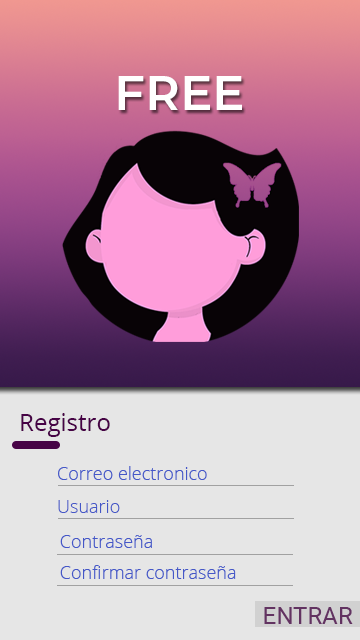 FREE
Registro
Correo electronico
Usuario
Contraseña
Confirmar contraseña
ENTRAR